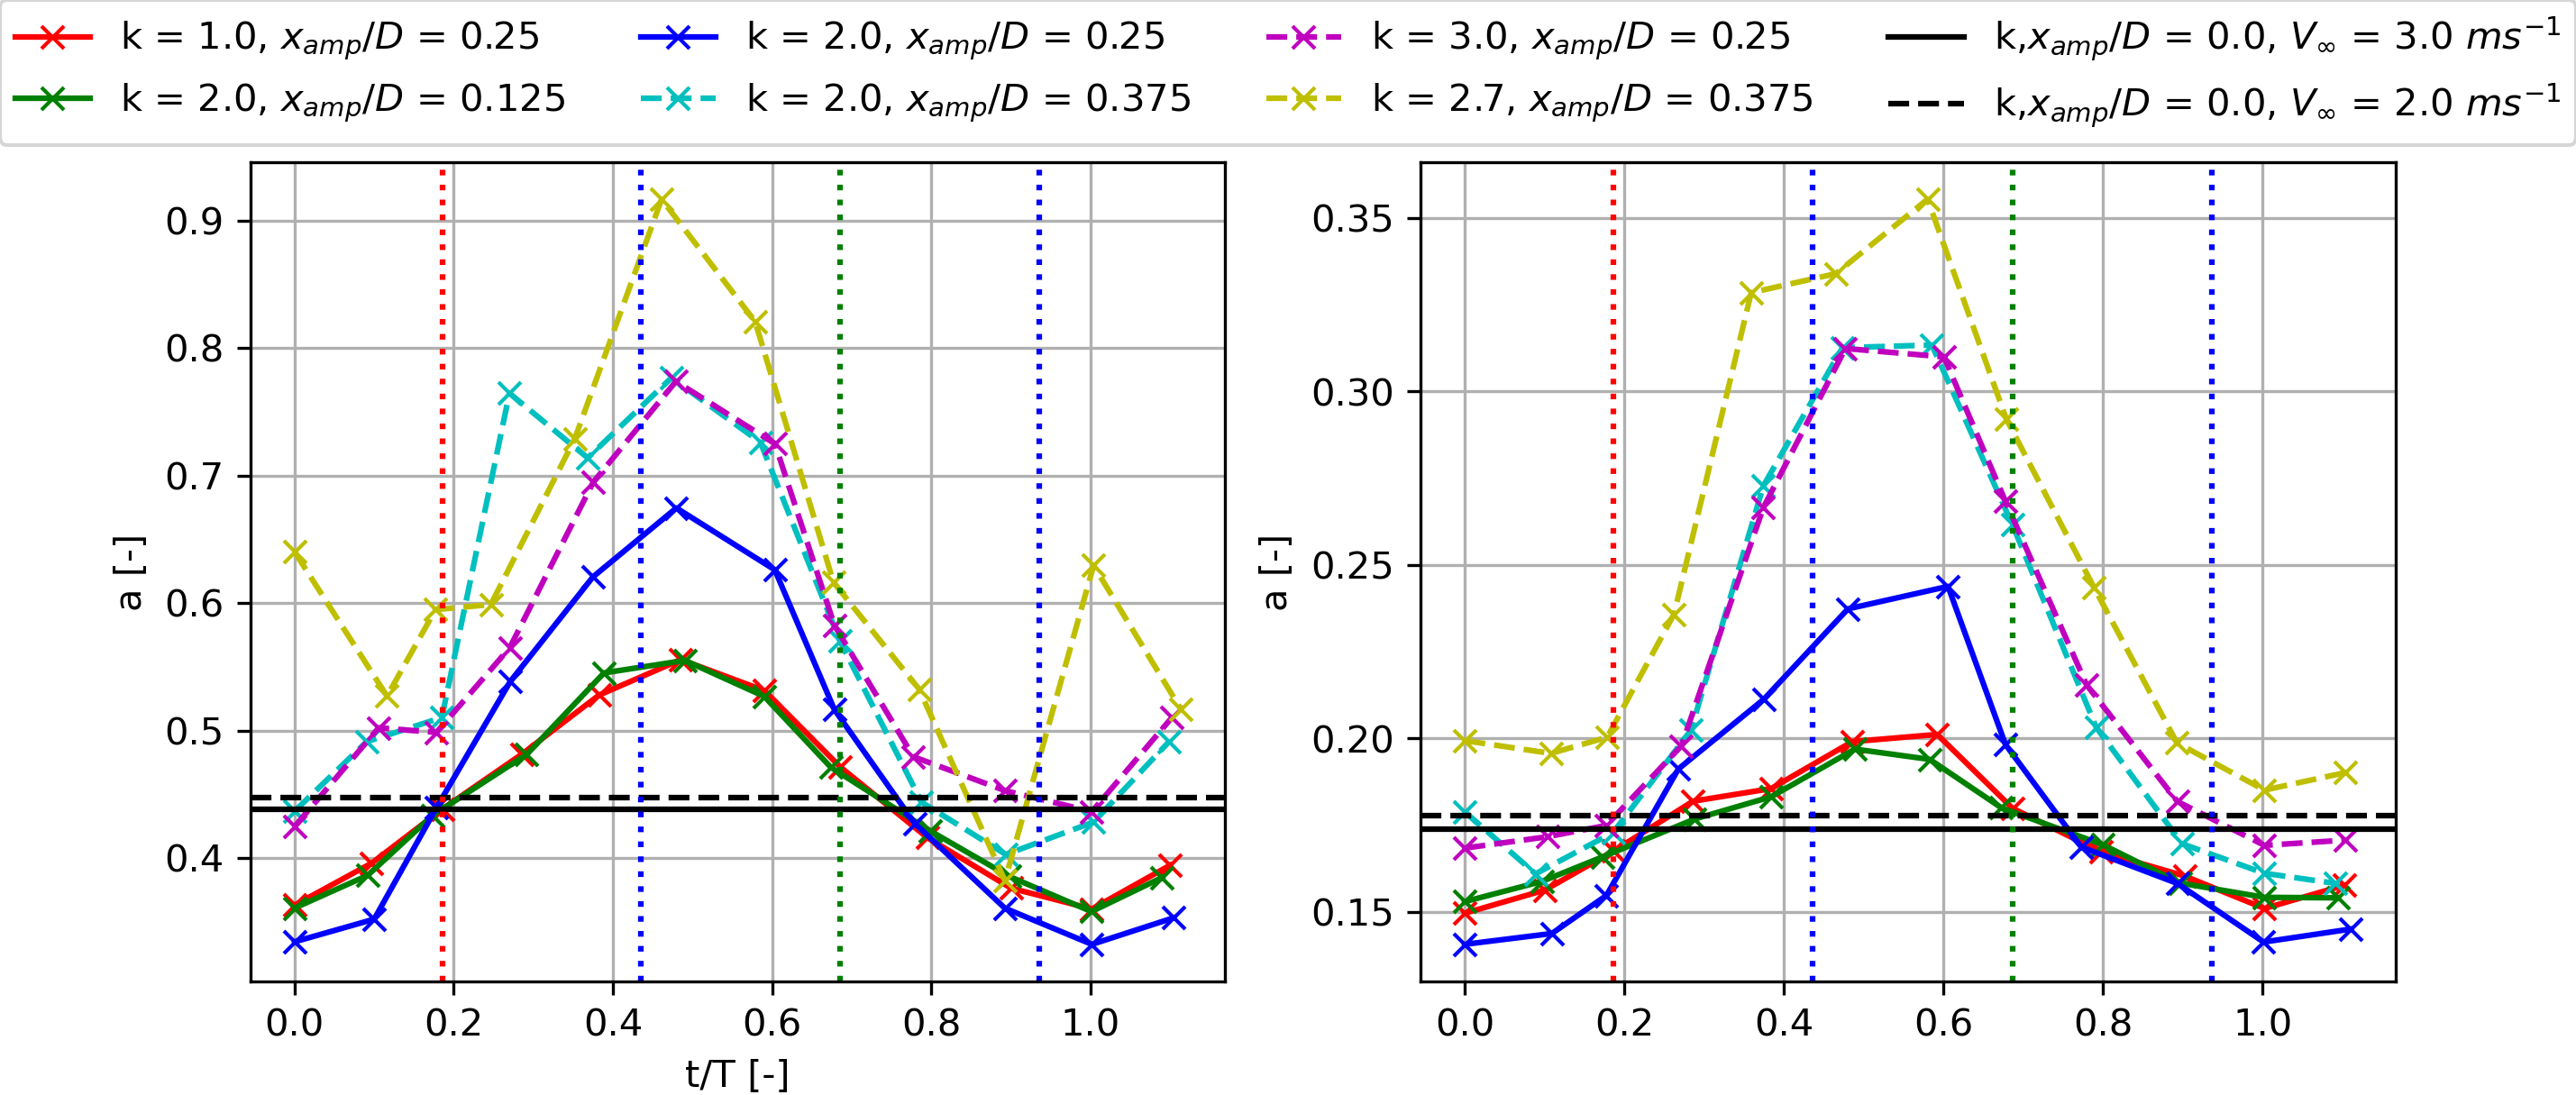 k = 1.0, x_amp/D = 0.25
k = 2.0, x_amp/D = 0.25
k = 3.0, x_amp/D = 0.25
k,x_amp/D = 0.0, V_∞ = 3.0 ms⁻¹
k = 2.0, x_amp/D = 0.125
k = 2.0, x_amp/D = 0.375
k = 2.7, x_amp/D = 0.375
k,x_amp/D = 0.0, V_∞ = 2.0 ms⁻¹
0.9
0.8
0.7
0.6
0.5
0.4
a [-]
0.0 0.2 0.4 0.6 0.8 1.0
t/T [-]
0.35
0.30
0.25
0.20
0.15
a [-]
0.0 0.2 0.4 0.6 0.8 1.0